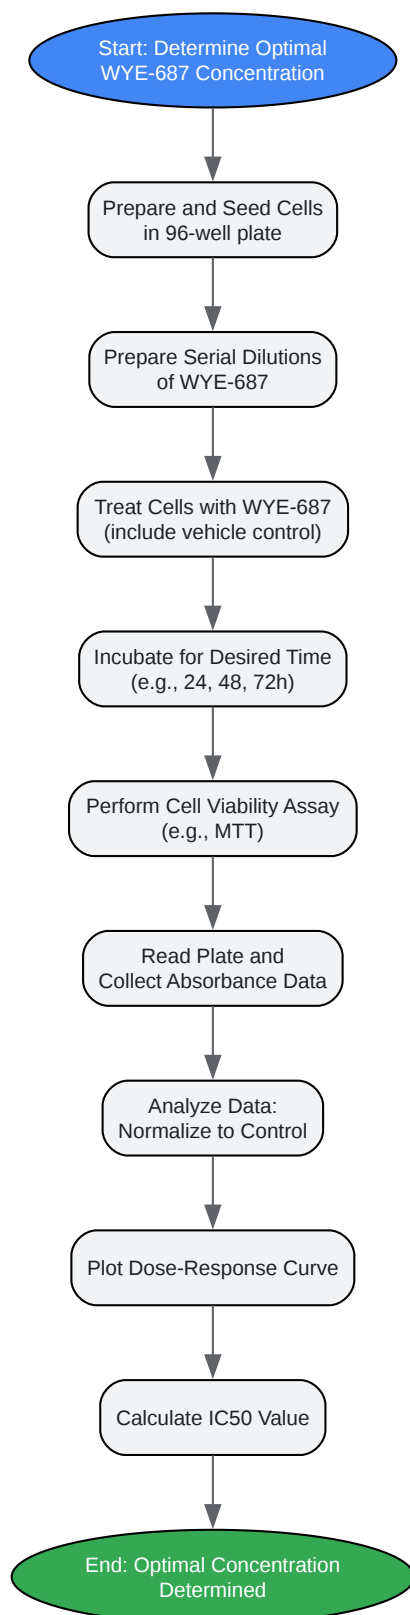 Start: Determine Optimal
WYE-687 Concentration
Prepare and Seed Cells
in 96-well plate
Prepare Serial Dilutions
of WYE-687
Treat Cells with WYE-687
(include vehicle control)
Incubate for Desired Time
(e.g., 24, 48, 72h)
Perform Cell Viability Assay
(e.g., MTT)
Read Plate and
Collect Absorbance Data
Analyze Data:
Normalize to Control
Plot Dose-Response Curve
Calculate IC50 Value
End: Optimal Concentration
Determined